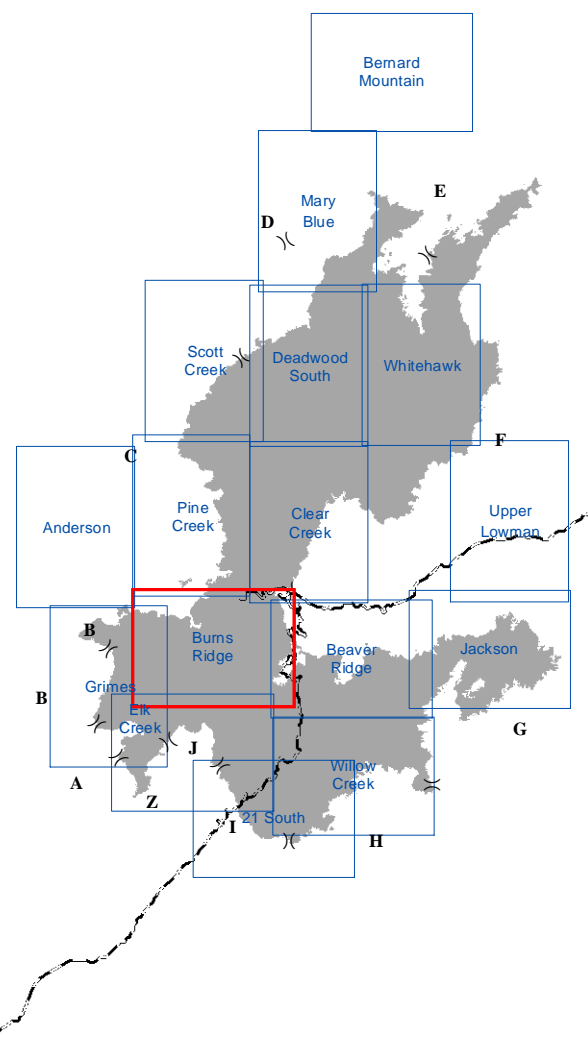 Bernard
Mountain
E
Mary
Blue
D
Scott
Creek
Deadwood
South
Whitehawk
F
C
Pine
Creek
Anderson
Clear
Creek
Upper
Lowman
B
Burns
Ridge
Beaver
Ridge
Jackson
Grimes
B
Elk
Creek
G
J
Willow
Creek
A
Z
21 South
I
H